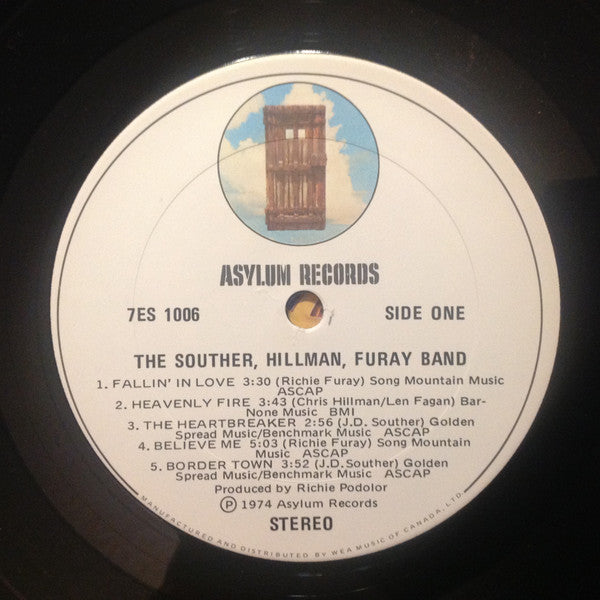 ASYLUM RECORDS
7ES 1006
SIDE ONE
THE SOUTHER, HILLMAN, FURAY BAND
1. FALLIN' IN LOVE 3:30 (Richie Furay) Song Mountain Music
ASCAP
2. HEAVENLY FIRE 3:43 (Chris Hillman/Len Fagan) Bar-
None Music BMI
3. THE HEARTBREAKER 2:56 (J.D. Souther) Golden
Spread Music/Benchmark Music ASCAP
4. BELIEVE ME 5:03 (Richie Furay) Song Mountain
Music ASCAP
5. BORDER TOWN 3:52 (J.D. Souther) Golden
Spread Music/Benchmark Music ASCAP
Produced by Richie Podolor
Ⓟ 1974 Asylum Records
STEREO
MANUFACTURED AND DISTRIBUTED BY WEA MUSIC OF CANADA, LTD.